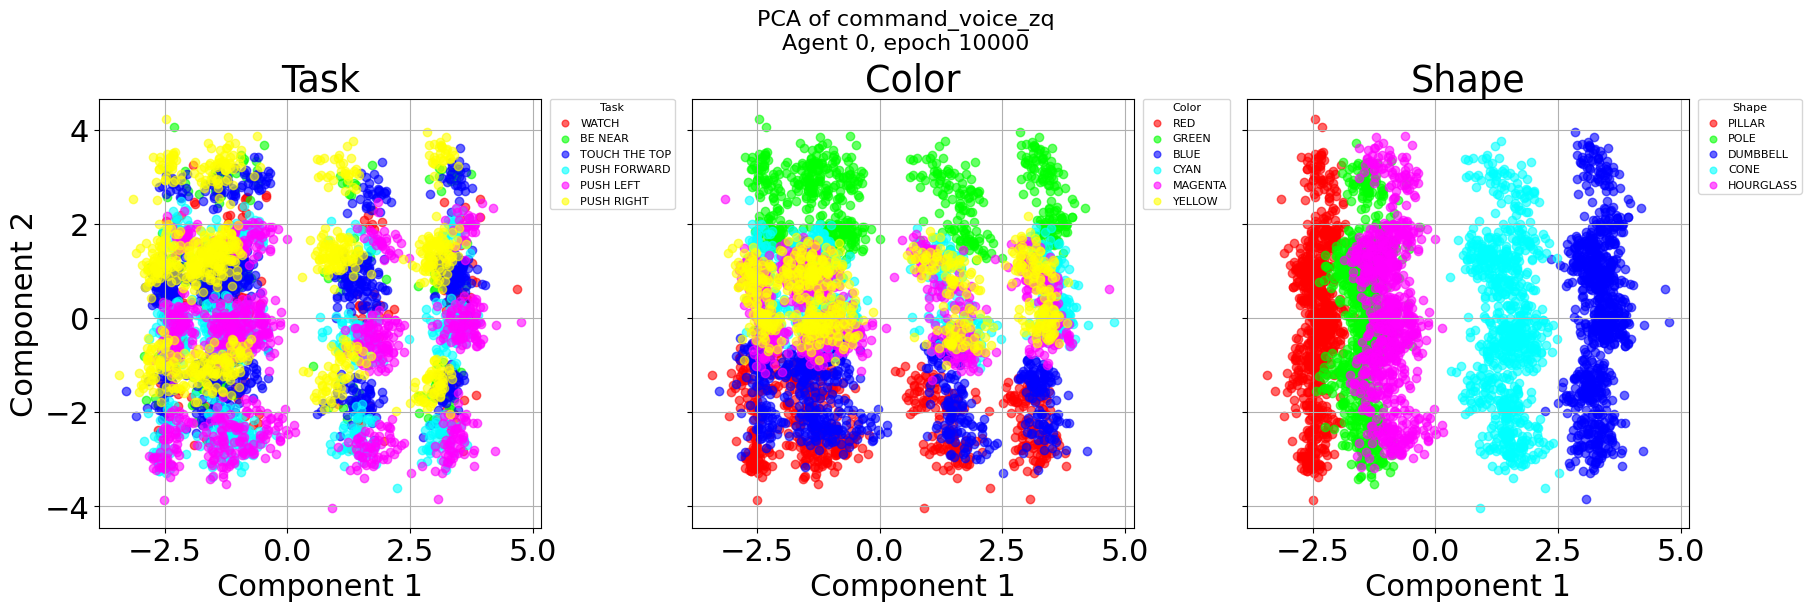 PCA of command_voice_zq
Agent 0, epoch 10000
Task
Color
Shape
Task
WATCH
BE NEAR
TOUCH THE TOP
PUSH FORWARD
PUSH LEFT
PUSH RIGHT
Color
RED
GREEN
BLUE
CYAN
MAGENTA
YELLOW
Shape
PILLAR
POLE
DUMBBELL
CONE
HOURGLASS
Component 2
4
2
0
−2
−4
−2.5 0.0 2.5 5.0
−2.5 0.0 2.5 5.0
−2.5 0.0 2.5 5.0
Component 1
Component 1
Component 1